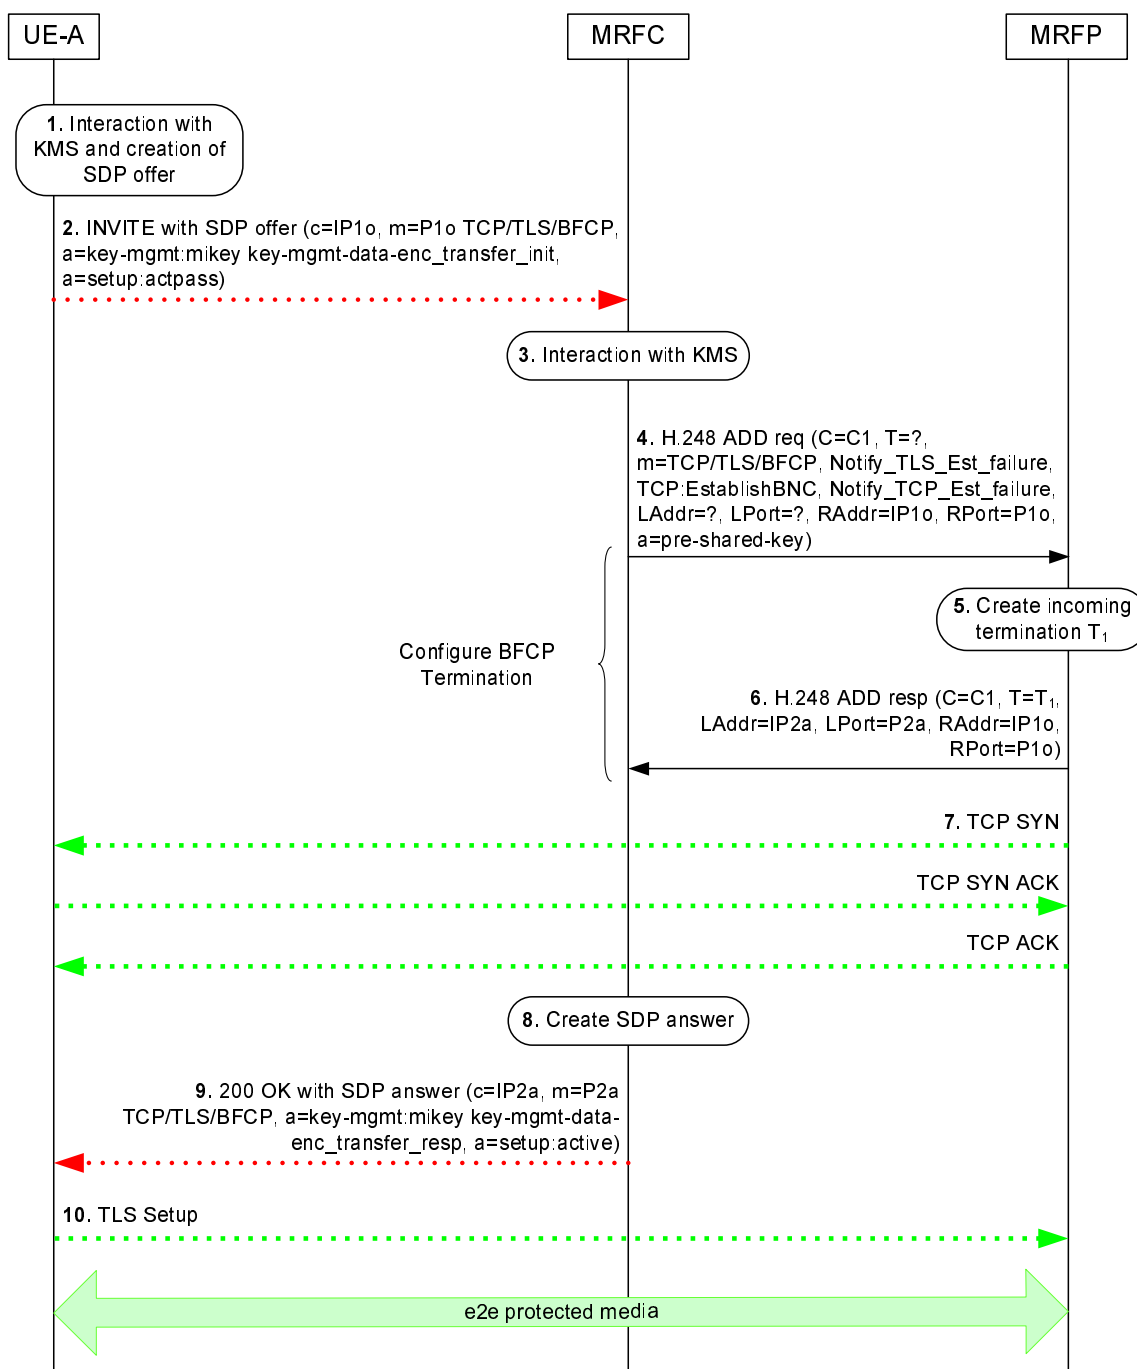 UE-A
MRFC
MRFP
1. Interaction with
KMS and creation of
SDP offer
2. INVITE with SDP offer (c=IP1o, m=P1o TCP/TLS/BFCP,
a=key-mgmt:mikey key-mgmt-data-enc_transfer_init,
a=setup:actpass)
3. Interaction with KMS
4. H.248 ADD req (C=C1, T=?,
m=TCP/TLS/BFCP, Notify_TLS_Est_failure,
TCP:EstablishBNC, Notify_TCP_Est_failure,
LAddr=?, LPort=?, RAddr=IP1o, RPort=P1o,
a=pre-shared-key)
5. Create incoming
termination T1
Configure BFCP
Termination
6. H.248 ADD resp (C=C1, T=T1,
LAddr=IP2a, LPort=P2a, RAddr=IP1o,
RPort=P1o)
7. TCP SYN
TCP SYN ACK
TCP ACK
8. Create SDP answer
9. 200 OK with SDP answer (c=IP2a, m=P2a
TCP/TLS/BFCP, a=key-mgmt:mikey key-mgmt-data-
enc_transfer_resp, a=setup:active)
10. TLS Setup
e2e protected media